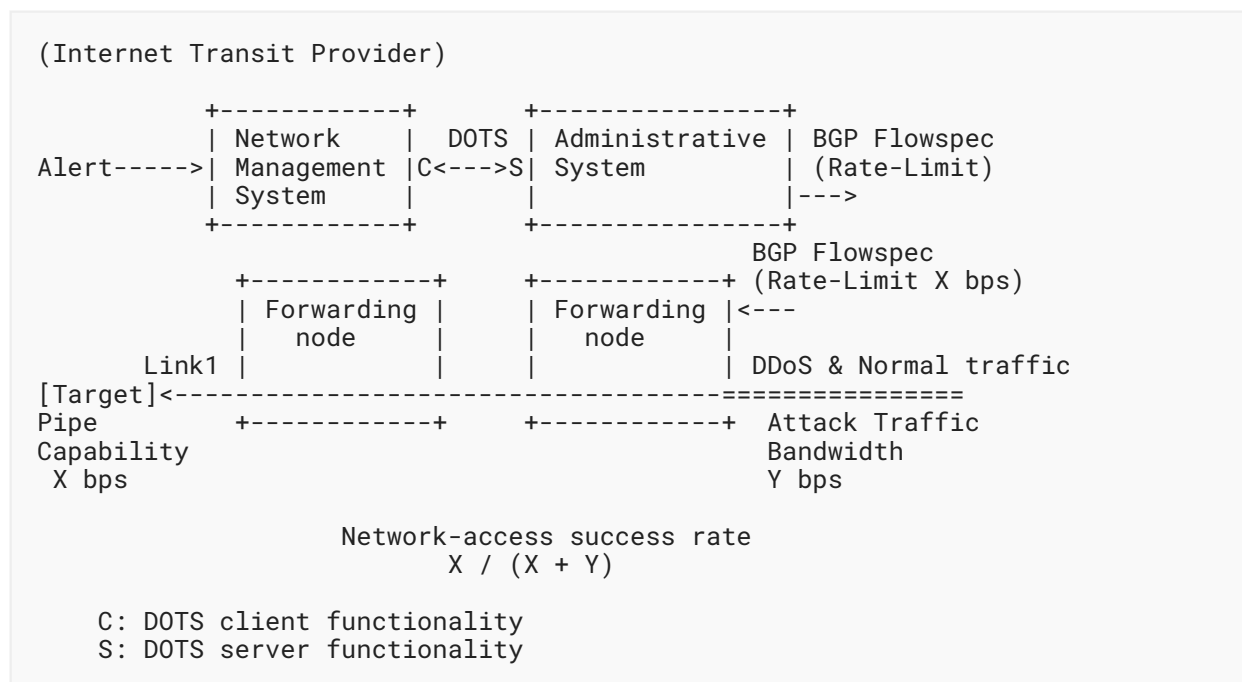 (Internet Transit Provider)

           +------------+       +----------------+
           | Network    |  DOTS | Administrative | BGP Flowspec
Alert----->| Management |C<--->S| System         | (Rate-Limit)
           | System     |       |                |--->
           +------------+       +----------------+
                                               BGP Flowspec
             +------------+     +------------+ (Rate-Limit X bps)
             | Forwarding |     | Forwarding |<---
             |   node     |     |   node     |
       Link1 |            |     |            | DDoS & Normal traffic
[Target]<------------------------------------================
Pipe         +------------+     +------------+  Attack Traffic
Capability                                      Bandwidth
 X bps                                          Y bps

                    Network-access success rate
                           X / (X + Y)

    C: DOTS client functionality
    S: DOTS server functionality